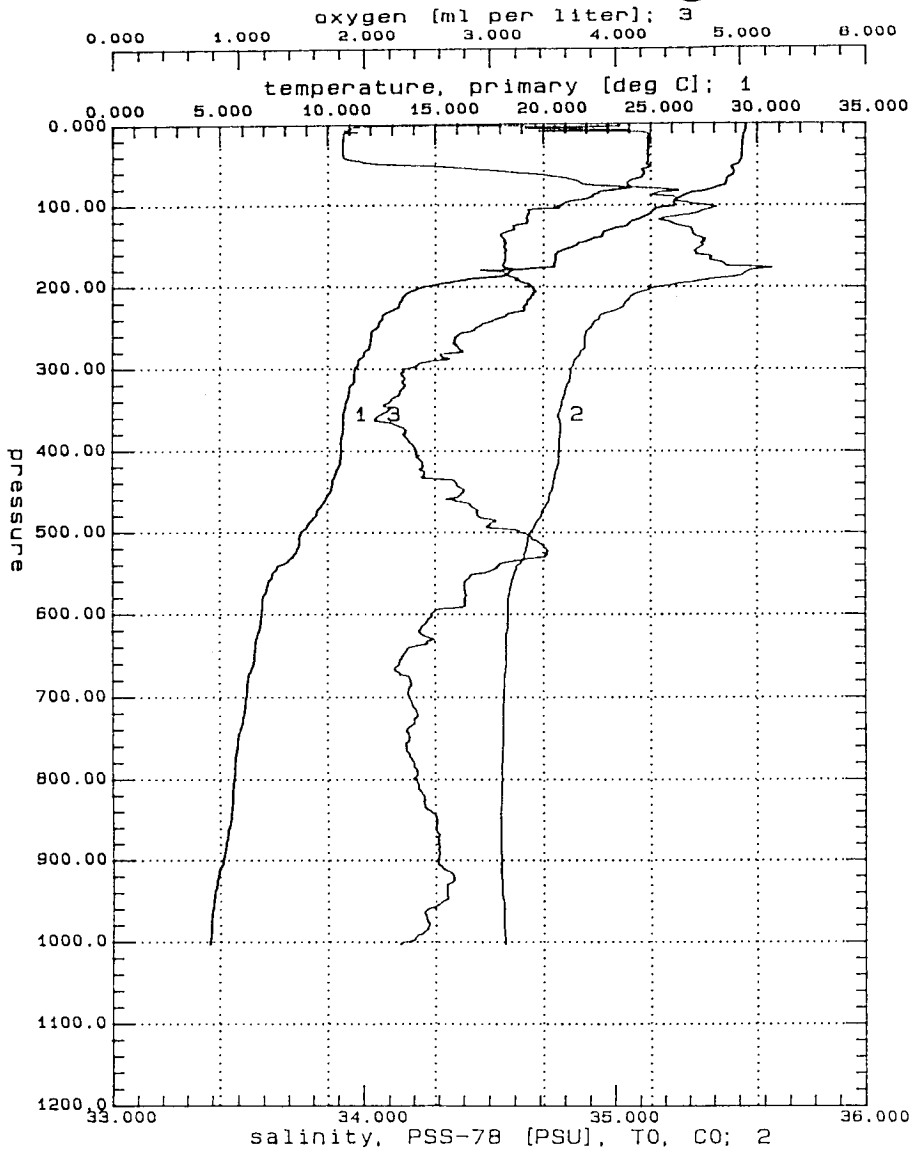 oxygen [ml per liter]; 3
0.000 1.000 2.000 3.000 4.000 5.000 6.000
temperature, primary [deg C]; 1
0.000 5.000 10.000 15.000 20.000 25.000 30.000 35.000
0.000
100.00
200.00
300.00
1 3 2
400.00
pressure
500.00
600.00
700.00
800.00
900.00
1000.0
1100.0
1200.0
33.000 34.000 35.000 36.000
salinity, PSS-78 [PSU], T0, C0; 2